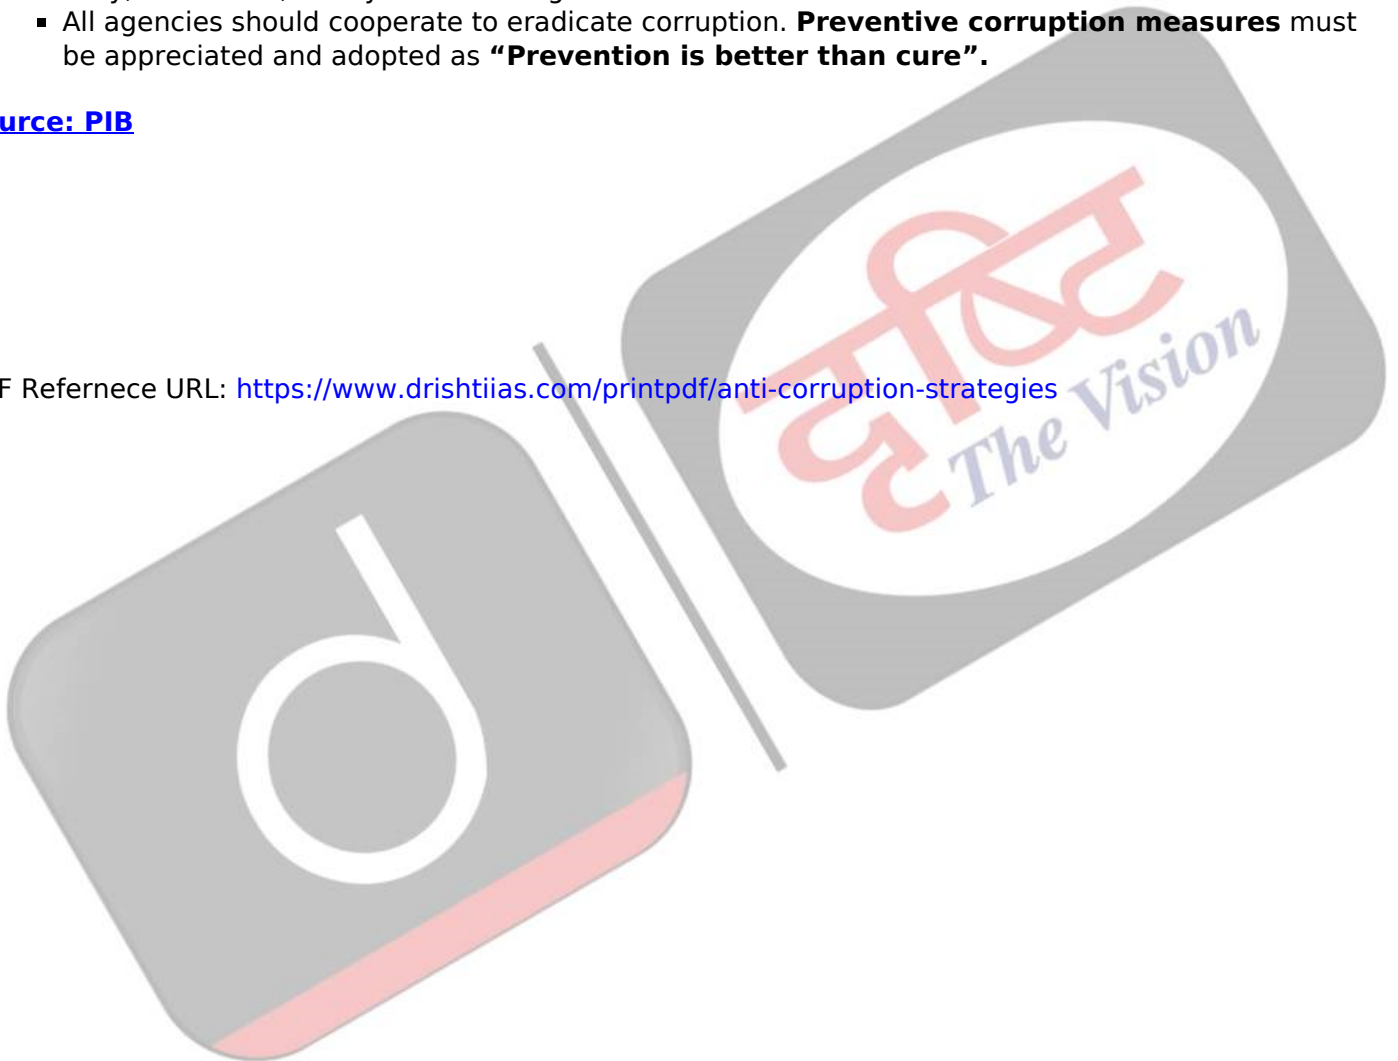 All agencies should cooperate to eradicate corruption. Preventive corruption measures must
be appreciated and adopted as “Prevention is better than cure”.
urce: PIB
F Refernece URL: https://www.drishtiias.com/printpdf/anti-corruption-strategies
दृष्टि
The Vision
d